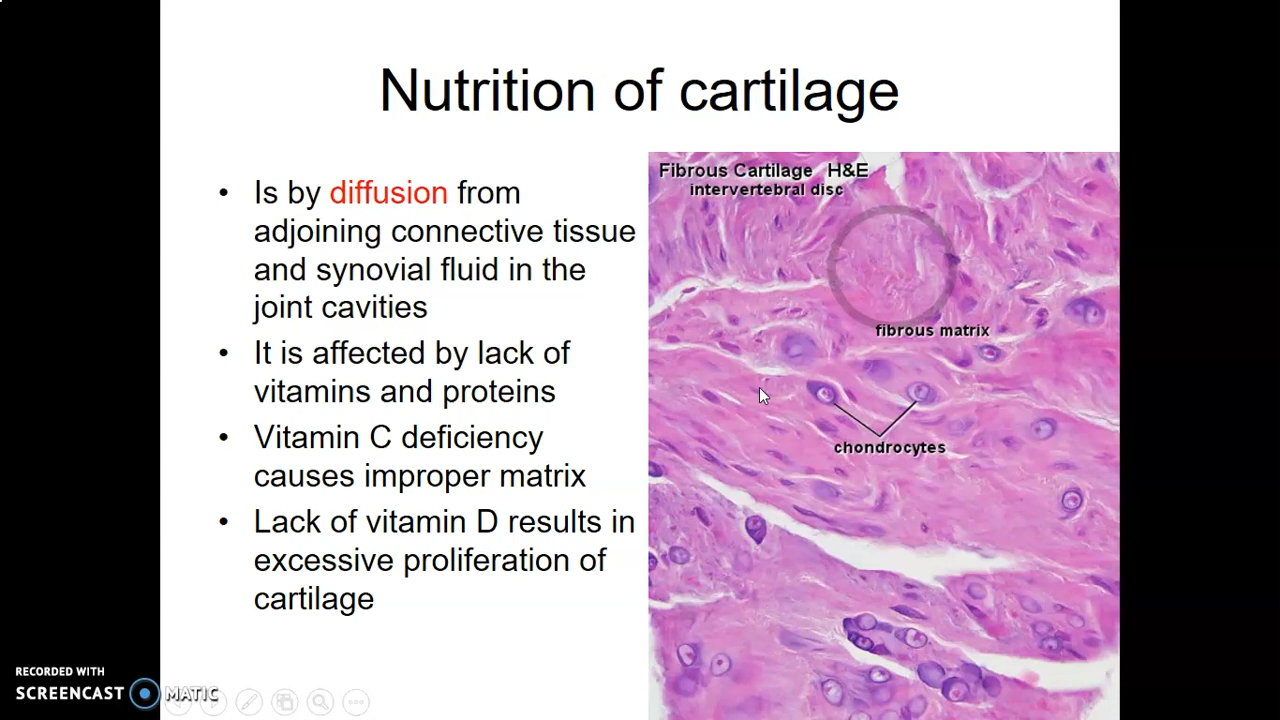 Nutrition of cartilage
• Is by diffusion from
adjoining connective tissue
and synovial fluid in the
joint cavities
• It is affected by lack of
vitamins and proteins
• Vitamin C deficiency
causes improper matrix
• Lack of vitamin D results in
excessive proliferation of
cartilage
Fibrous Cartilage H&E
intervertebral disc
fibrous matrix
chondrocytes
RECORDED WITH
SCREENCAST MATIC